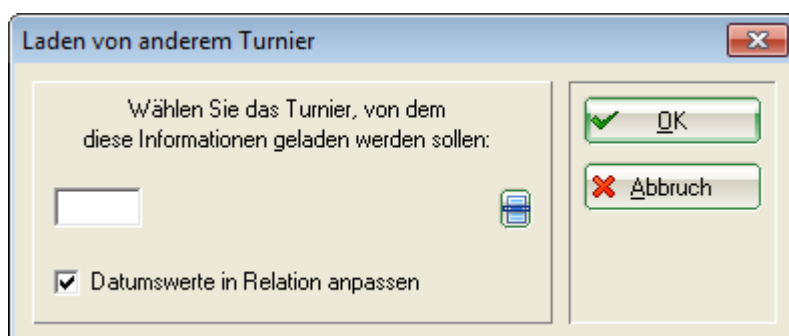 Laden von anderem Turnier
Wählen Sie das Turnier, von dem
diese Informationen geladen werden sollen:
OK
Abbruch
Datumswerte in Relation anpassen